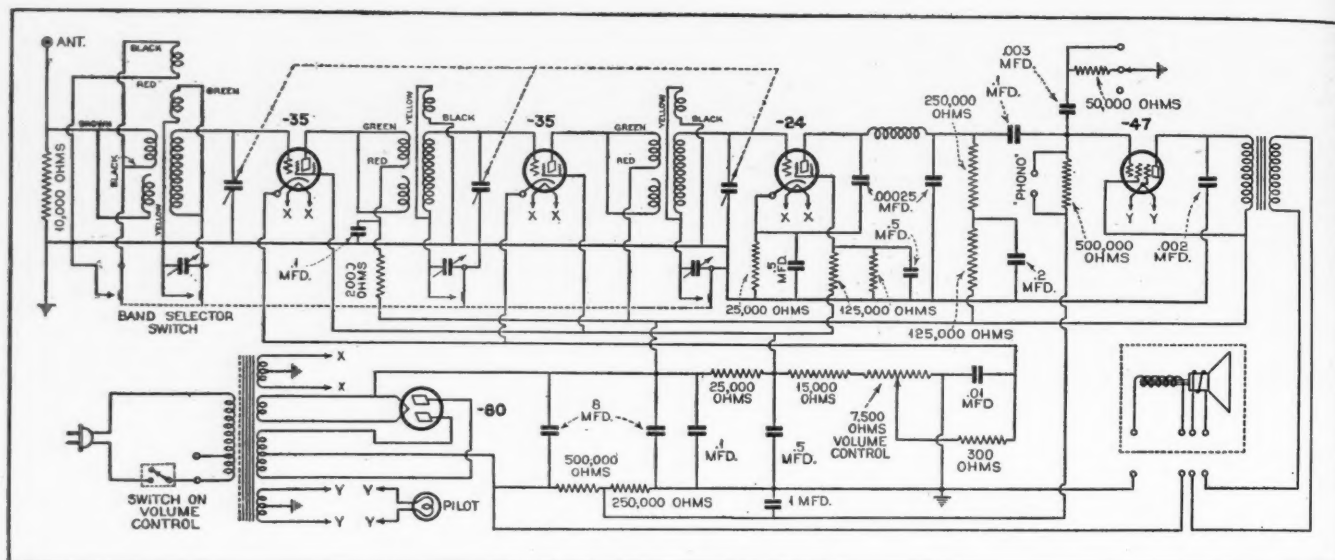 ANT.
BLACK
RED
GREEN
BROWN
BLACK
YELLOW
10,000 OHMS
BAND SELECTOR
SWITCH
-35
GREEN
RED
YELLOW
BLACK
.1
MFD.
2000
OHMS
-35
GREEN
RED
YELLOW
BLACK
-24
X X
X X
X X
.00025
MFD.
.5
MFD.
.5
MFD.
25,000 OHMS
125,000 OHMS
250,000
OHMS
.1
MFD.
.003
MFD.
50,000 OHMS
"PHONO"
-47
Y Y
500,000
OHMS
.002
MFD.
.2
MFD.
125,000 OHMS
X
X
-80
8
MFD.
25,000
OHMS
15,000
OHMS
7,500
OHMS
VOLUME
CONTROL
.01
MFD
300
OHMS
.1
MFD.
.5
MFD.
500,000
OHMS
250,000 OHMS
1 MFD.
SWITCH ON
VOLUME
CONTROL
Y Y
Y Y
PILOT